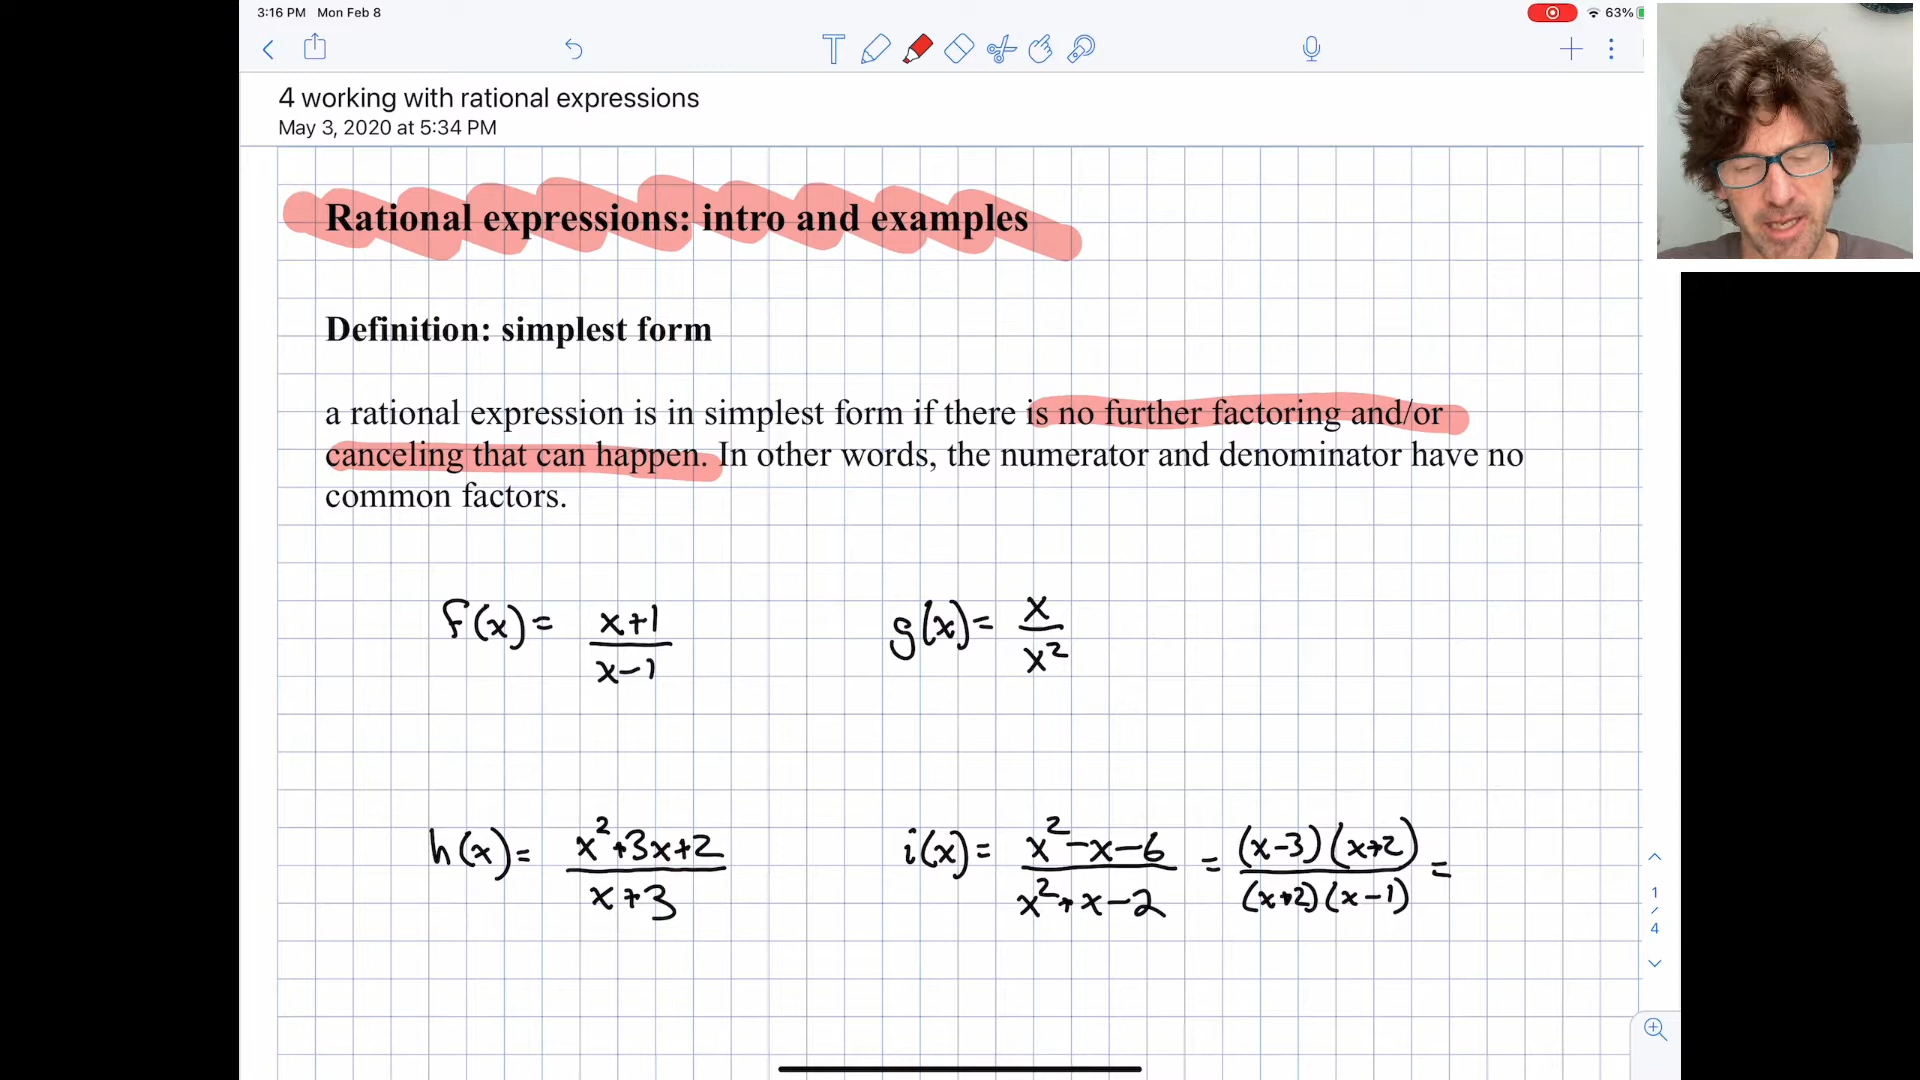 3:16 PM Mon Feb 8 63%
T
4 working with rational expressions
May 3, 2020 at 5:34 PM
Rational expressions: intro and examples
Definition: simplest form
a rational expression is in simplest form if there is no further factoring and/or
canceling that can happen. In other words, the numerator and denominator have no
common factors.
f(x) = (x+1)/(x-1)
g(x) = x/x²
h(x) = (x²+3x+2)/(x+3)
i(x) = (x²-x-6)/(x²+x-2) = ((x-3)(x+2))/((x+2)(x-1)) =
1
/
4